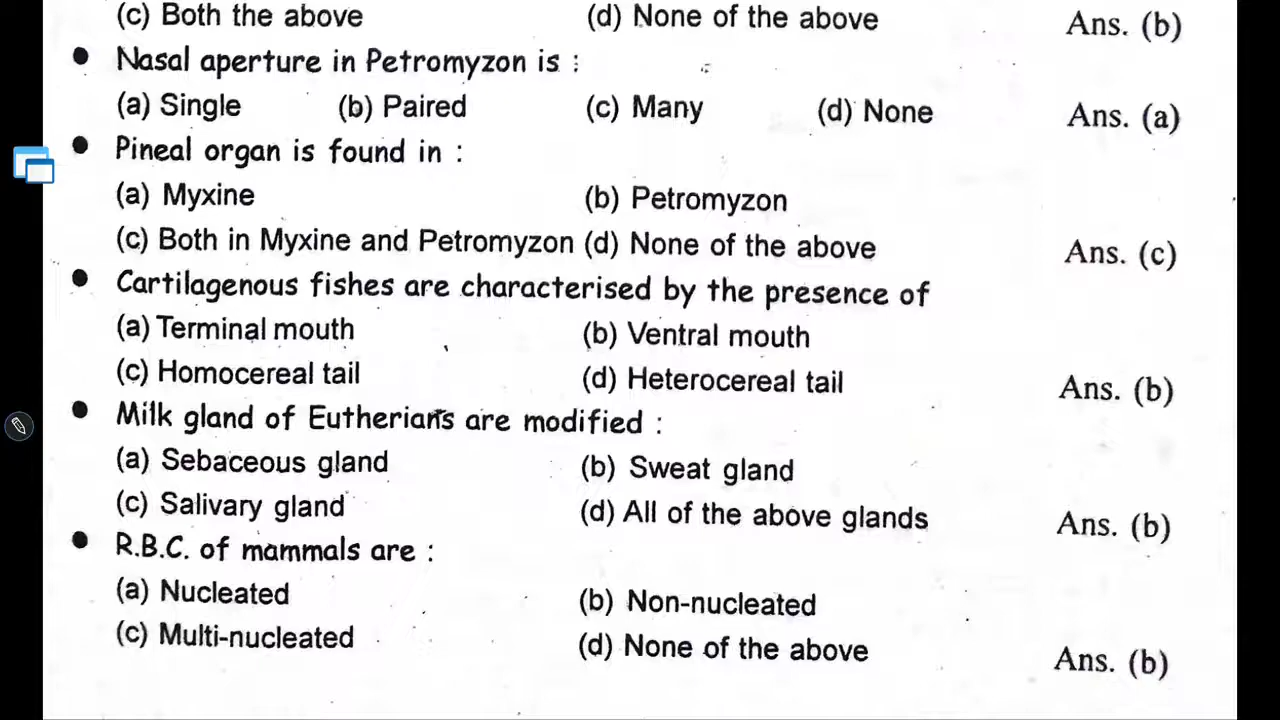 (c) Both the above (d) None of the above Ans. (b)
• Nasal aperture in Petromyzon is :
(a) Single (b) Paired (c) Many (d) None Ans. (a)
• Pineal organ is found in :
(a) Myxine (b) Petromyzon
(c) Both in Myxine and Petromyzon (d) None of the above Ans. (c)
• Cartilagenous fishes are characterised by the presence of
(a) Terminal mouth (b) Ventral mouth
(c) Homocereal tail (d) Heterocereal tail Ans. (b)
• Milk gland of Eutherians are modified :
(a) Sebaceous gland (b) Sweat gland
(c) Salivary gland (d) All of the above glands Ans. (b)
• R.B.C. of mammals are :
(a) Nucleated (b) Non-nucleated
(c) Multi-nucleated (d) None of the above Ans. (b)